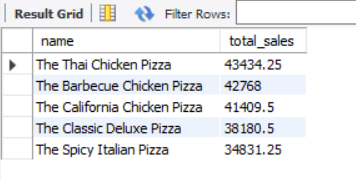 Result Grid Filter Rows:
name total_sales
The Thai Chicken Pizza 43434.25
The Barbecue Chicken Pizza 42768
The California Chicken Pizza 41409.5
The Classic Deluxe Pizza 38180.5
The Spicy Italian Pizza 34831.25